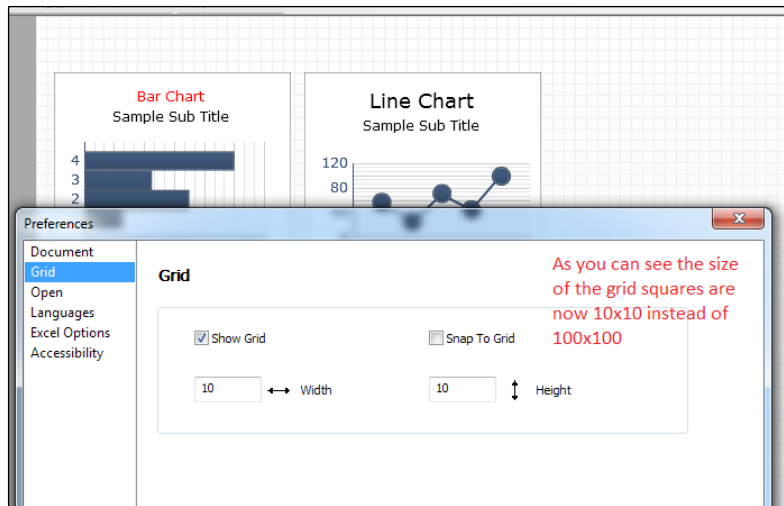 Bar Chart
Sample Sub Title
4
3
2
Line Chart
Sample Sub Title
120
80
Preferences
Document
Grid
Open
Languages
Excel Options
Accessibility
Grid
Show Grid
Snap To Grid
10
Width
10
Height
As you can see the size
of the grid squares are
now 10x10 instead of
100x100